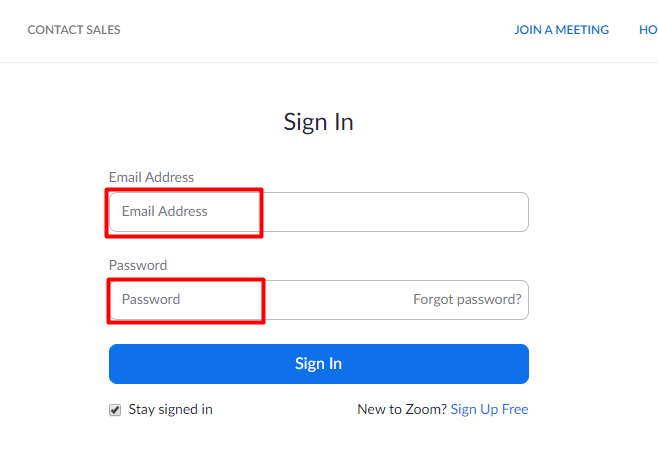 CONTACT SALES JOIN A MEETING HO
Sign In
Email Address
Email Address
Password
Password Forgot password?
Sign In
Stay signed in New to Zoom? Sign Up Free